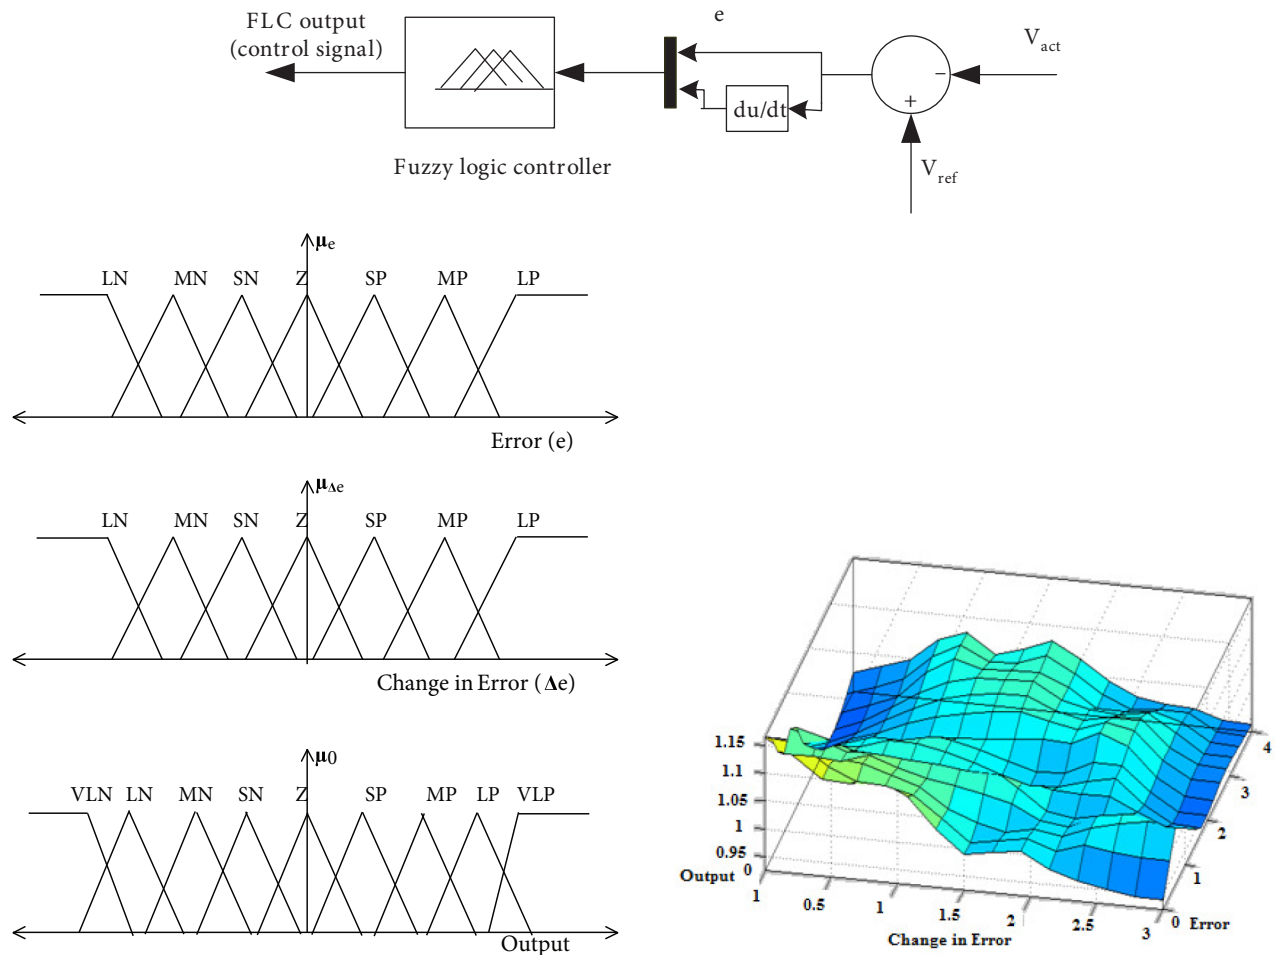 FLC output
(control signal)
e
V_act
du/dt
Fuzzy logic controller
V_ref
-
+
μe
LN MN SN Z SP MP LP
Error (e)
μΔe
LN MN SN Z SP MP LP
Change in Error (Δe)
μ0
VLN LN MN SN Z SP MP LP VLP
Output
1.15
1.1
1.05
1
0.95
Output
0
1
0.5
1
1.5
2
2.5
3
Change in Error
0
1
2
3
4
Error